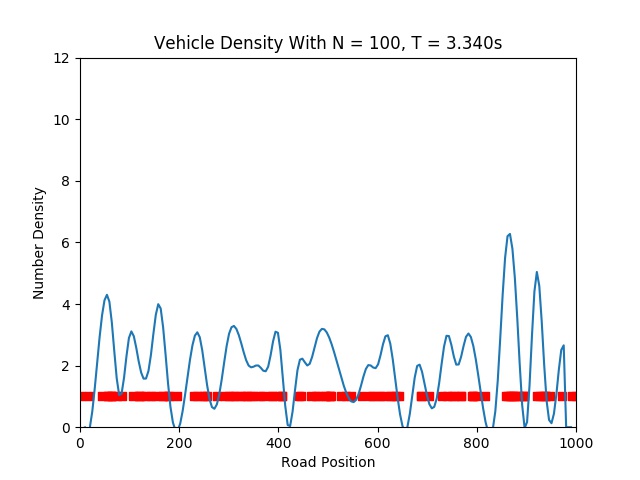 Vehicle Density With N = 100, T = 3.340s
12
10
8
6
4
2
0
Number Density
0 200 400 600 800 1000
Road Position